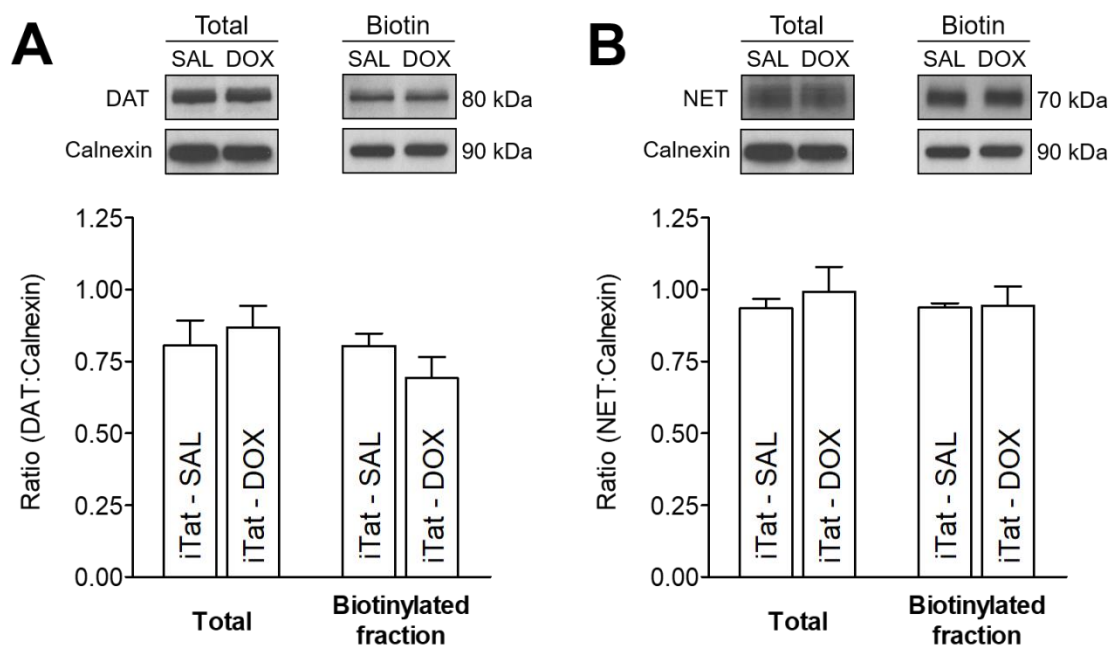 A
Total Biotin
SAL DOX SAL DOX
DAT 80 kDa
Calnexin 90 kDa
Ratio (DAT:Calnexin)
1.25
1.00
0.75
0.50
0.25
0.00
iTat - SAL
iTat - DOX
iTat - SAL
iTat - DOX
Total
Biotinylated
fraction
B
Total Biotin
SAL DOX SAL DOX
NET 70 kDa
Calnexin 90 kDa
Ratio (NET:Calnexin)
1.25
1.00
0.75
0.50
0.25
0.00
iTat - SAL
iTat - DOX
iTat - SAL
iTat - DOX
Total
Biotinylated
fraction